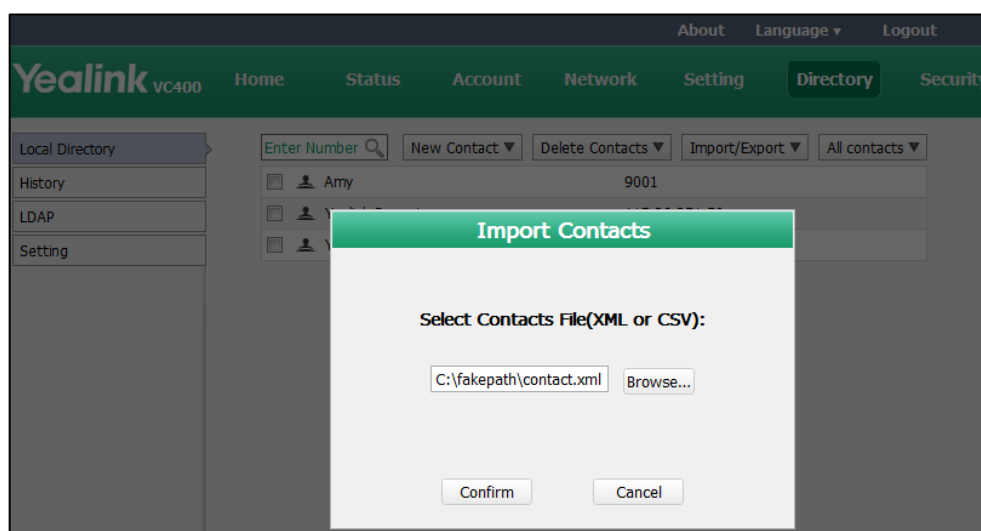 About Language ▾ Logout
Yealink VC400 Home Status Account Network Setting Directory
Local Directory
Enter Number New Contact ▼ Delete Contacts ▼ Import/Export ▼ All contacts ▼
History
Amy 9001
LDAP
Setting
Import Contacts
Select Contacts File(XML or CSV):
C:\fakepath\contact.xml Browse...
Confirm Cancel